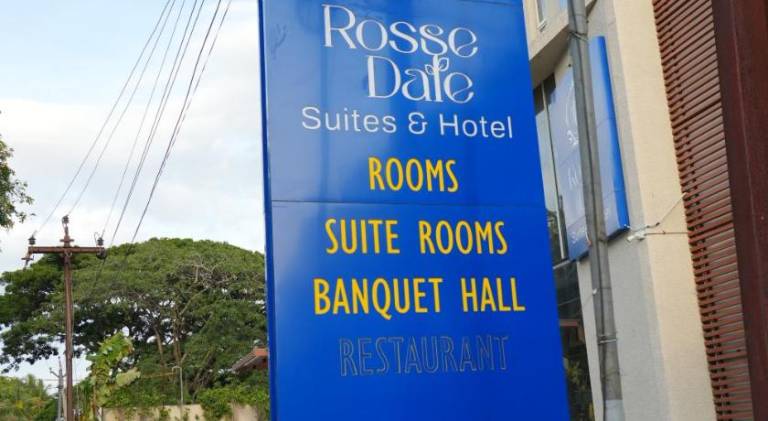 Rosse
Dale
Suites & Hotel
ROOMS
SUITE ROOMS
BANQUET HALL
RESTAURANT